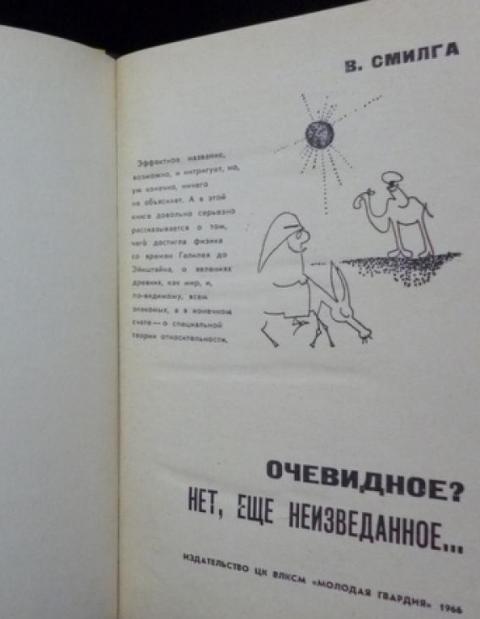 В. СМИЛГА
Эффектное название,
возможно, и интригует, но,
уж конечно, ничего
не объясняет. А в этой
книге довольно серьезно
рассказывается о том,
чего достигла физика
со времен Галилея до
Эйнштейна, о явлениях
древних, как мир, и,
по-видимому, всем
знакомых, а в конечном
счете — о специальной
теории относительности.
ОЧЕВИДНОЕ?
НЕТ, ЕЩЕ НЕИЗВЕДАННОЕ...
ИЗДАТЕЛЬСТВО ЦК ВЛКСМ «МОЛОДАЯ ГВАРДИЯ» 1966